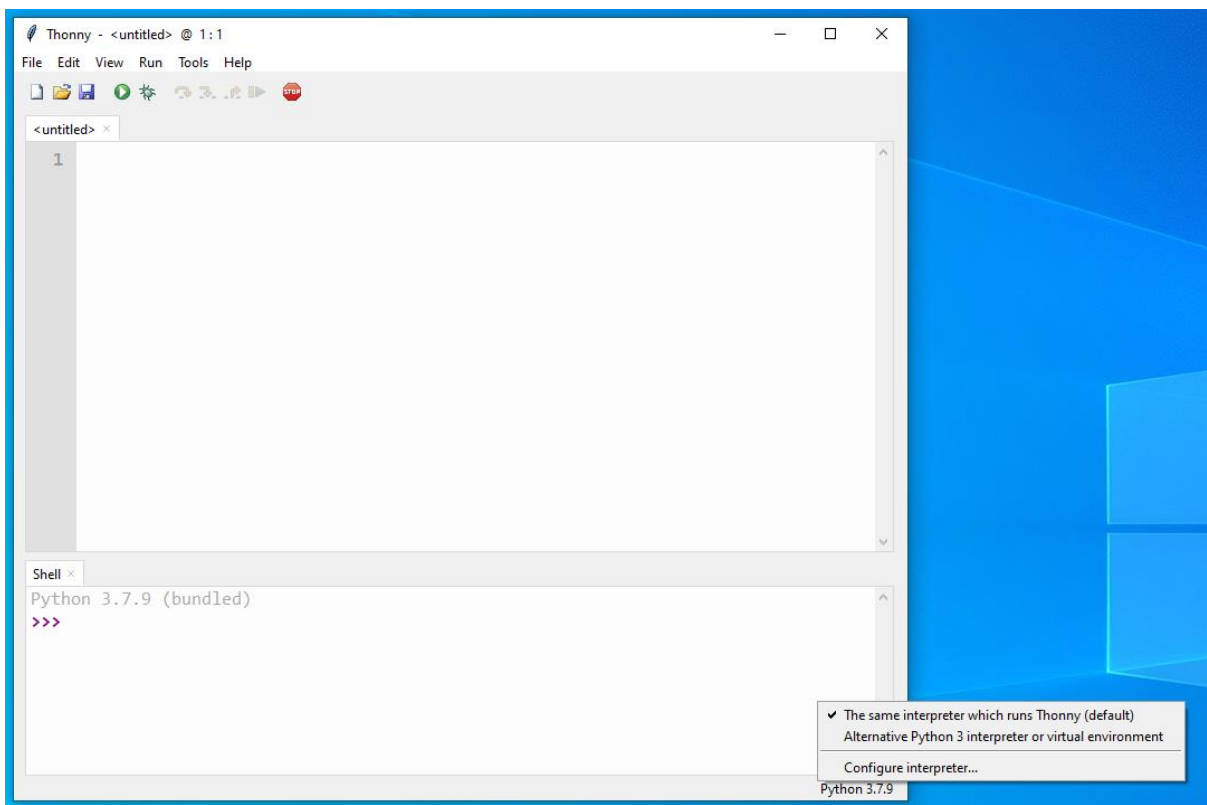 Thonny - <untitled> @ 1:1
File Edit View Run Tools Help
STOP
<untitled> ×
1
Shell ×
Python 3.7.9 (bundled)
>>>
✓ The same interpreter which runs Thonny (default)
Alternative Python 3 interpreter or virtual environment
Configure interpreter...
Python 3.7.9